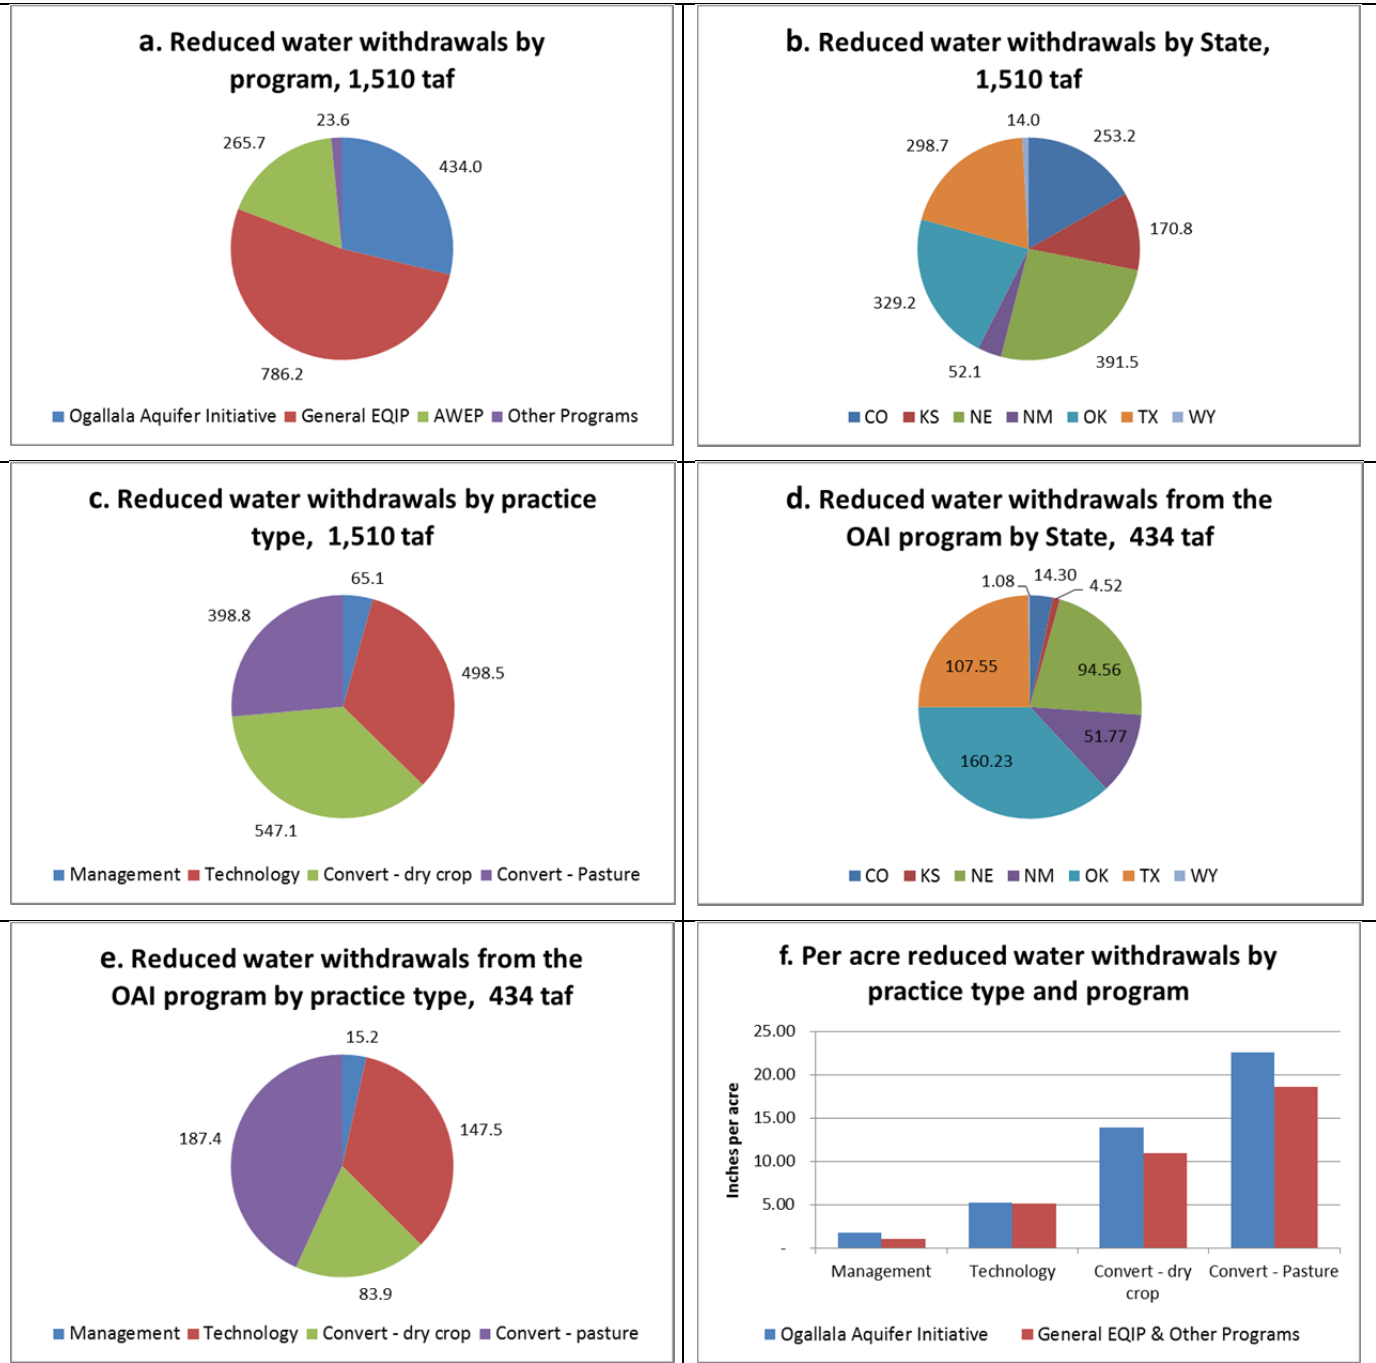 a. Reduced water withdrawals by
program, 1,510 taf
23.6
265.7
434.0
786.2
Ogallala Aquifer Initiative General EQIP AWEP Other Programs
b. Reduced water withdrawals by State,
1,510 taf
14.0
253.2
298.7
170.8
329.2
391.5
52.1
CO KS NE NM OK TX WY
c. Reduced water withdrawals by practice
type, 1,510 taf
65.1
398.8
498.5
547.1
Management Technology Convert - dry crop Convert - Pasture
d. Reduced water withdrawals from the
OAI program by State, 434 taf
1.08 14.30
4.52
107.55
94.56
51.77
160.23
CO KS NE NM OK TX WY
e. Reduced water withdrawals from the
OAI program by practice type, 434 taf
15.2
187.4
147.5
83.9
Management Technology Convert - dry crop Convert - pasture
f. Per acre reduced water withdrawals by
practice type and program
Inches per acre
25.00
20.00
15.00
10.00
5.00
-
Management Technology Convert - dry Convert - Pasture
crop
Ogallala Aquifer Initiative General EQIP & Other Programs